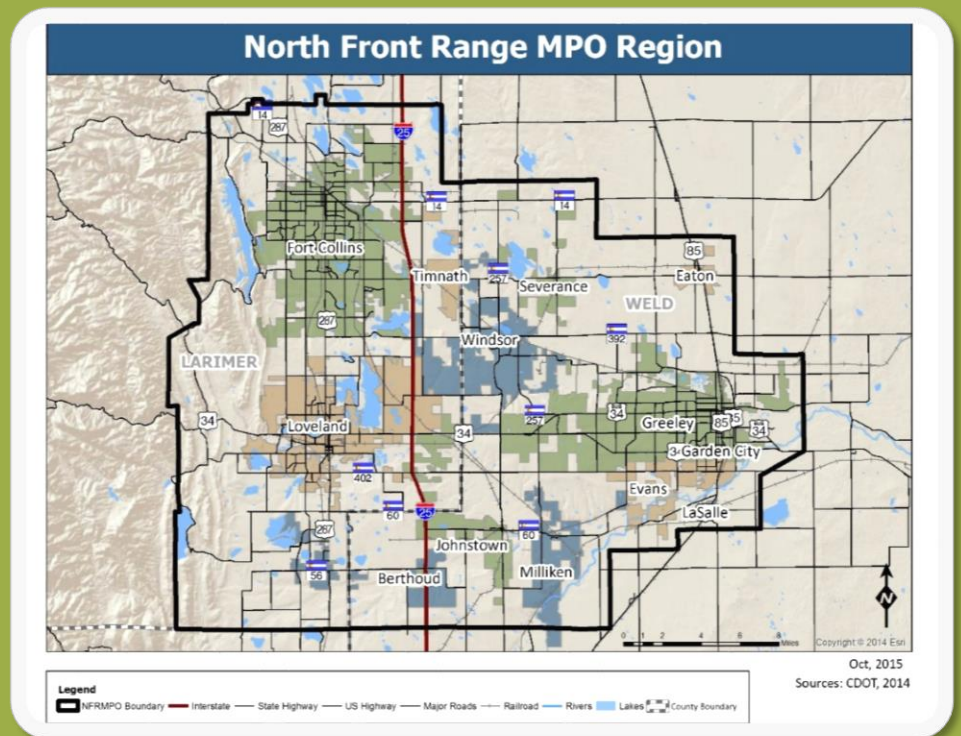 North Front Range MPO Region
14
287
25
14
14
Fort Collins
85
Timnath
257
Eaton
Severance
WELD
287
392
Windsor
LARIMER
34
257
34
Loveland
34
Greeley
85
34
Garden City
402
Evans
60
25
LaSalle
287
60
Johnstown
56
Berthoud
Milliken
N
0 1 2 4 6 8
Miles
Copyright © 2014 Esri
Oct, 2015
Sources: CDOT, 2014
Legend
NFRMPO Boundary Interstate State Highway US Highway Major Roads Railroad Rivers Lakes County Boundary